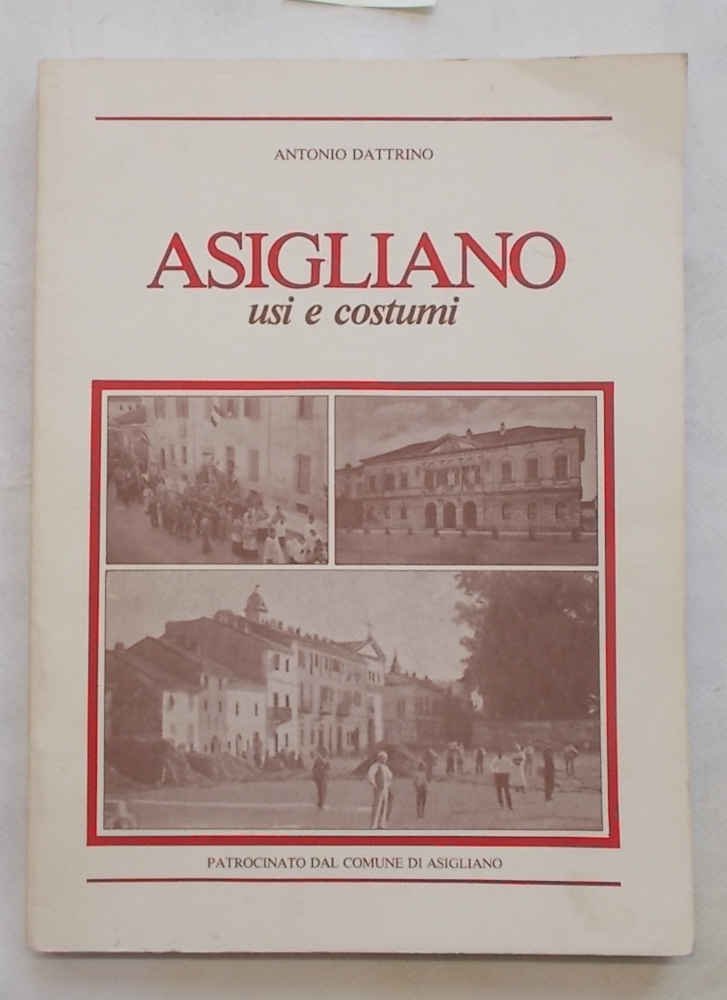 ANTONIO DATTRINO
ASIGLIANO
usi e costumi
PATROCINATO DAL COMUNE DI ASIGLIANO